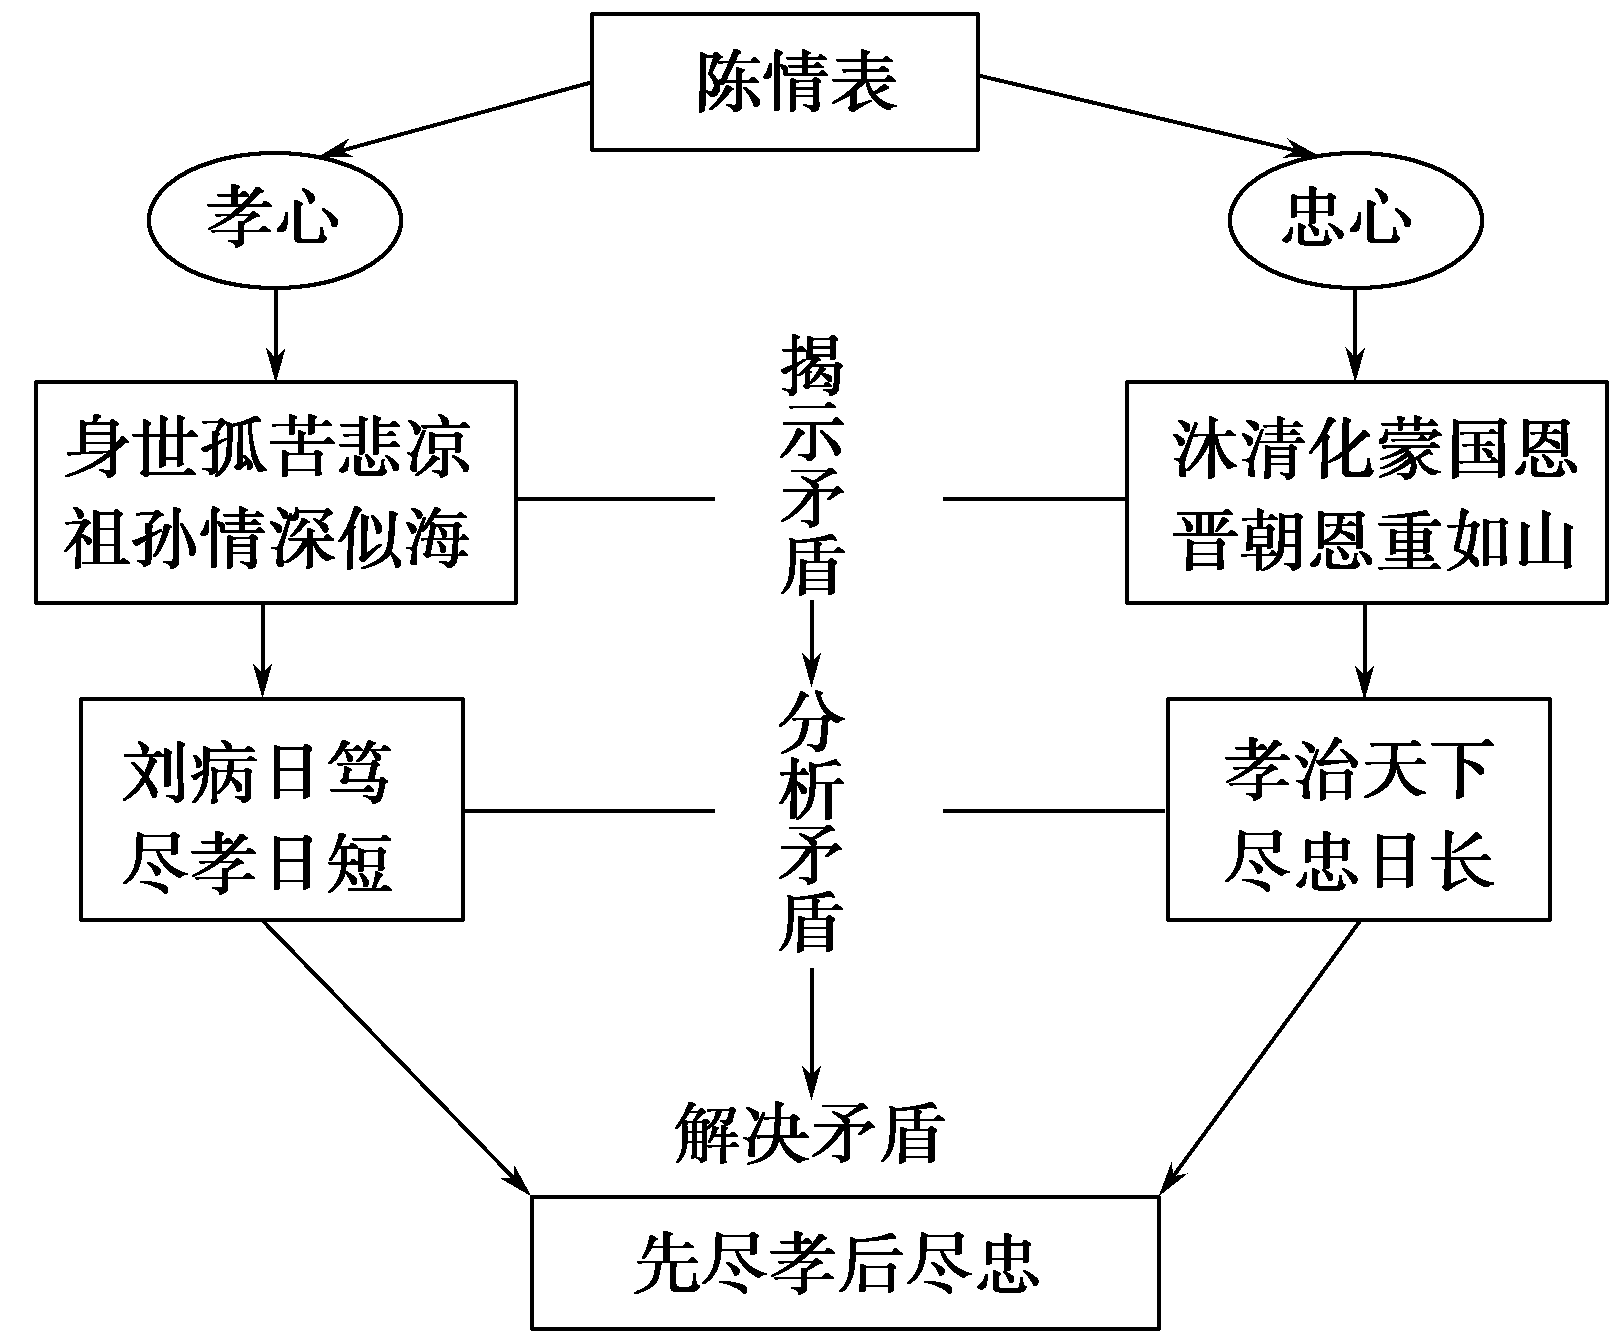 陈情表
孝心
忠心
身世孤苦悲凉
祖孙情深似海
揭示矛盾
沐清化蒙国恩
晋朝恩重如山
刘病日笃
尽孝日短
分析矛盾
孝治天下
尽忠日长
解决矛盾
先尽孝后尽忠